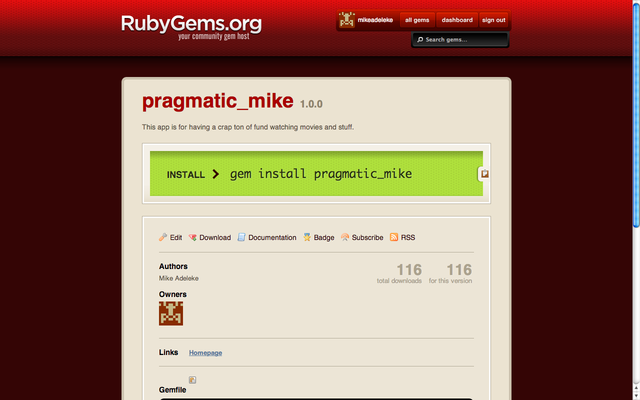 RubyGems.org
your community gem host
mikeadeleke
all gems
dashboard
sign out
Search gems…
pragmatic_mike 1.0.0
This app is for having a crap ton of fund watching movies and stuff.
INSTALL > gem install pragmatic_mike
Edit Download Documentation Badge Subscribe RSS
Authors
Mike Adeleke
116 total downloads
116 for this version
Owners
Links Homepage
Gemfile